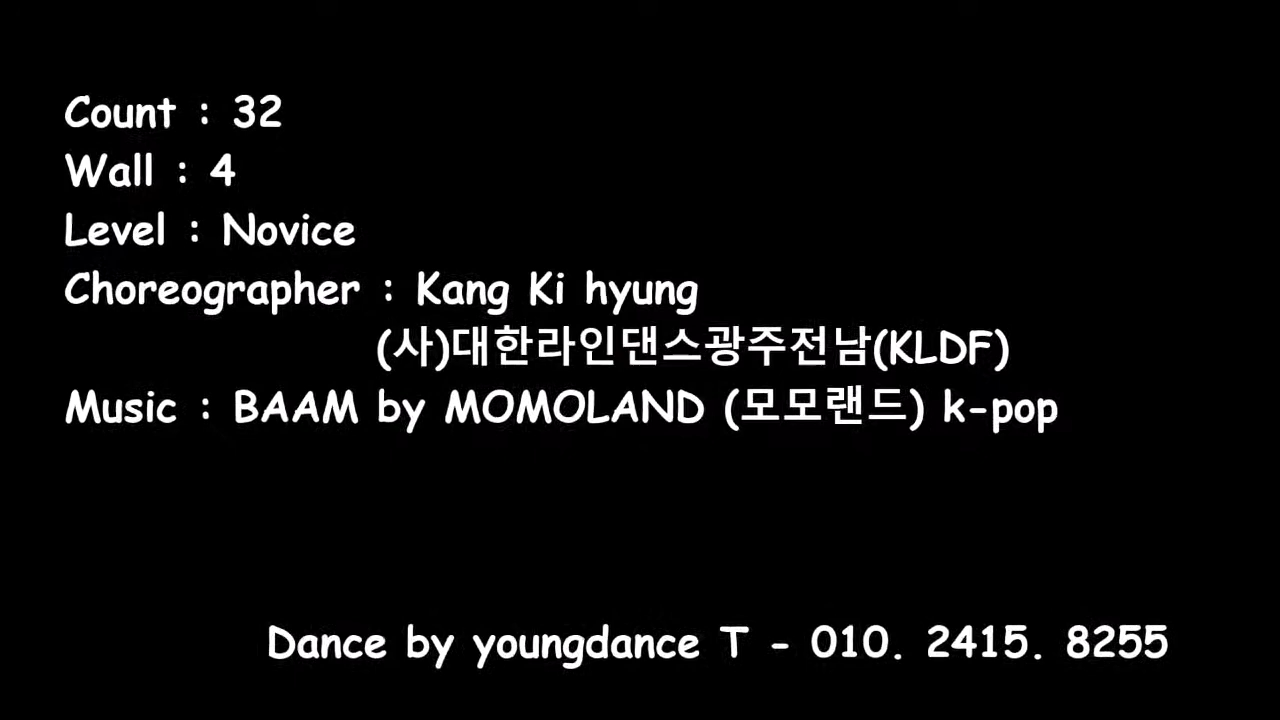 Count : 32
Wall : 4
Level : Novice
Choreographer : Kang Ki hyung
(사)대한라인댄스광주전남(KLDF)
Music : BAAM by MOMOLAND (모모랜드) k-pop
Dance by youngdance T - 010. 2415. 8255